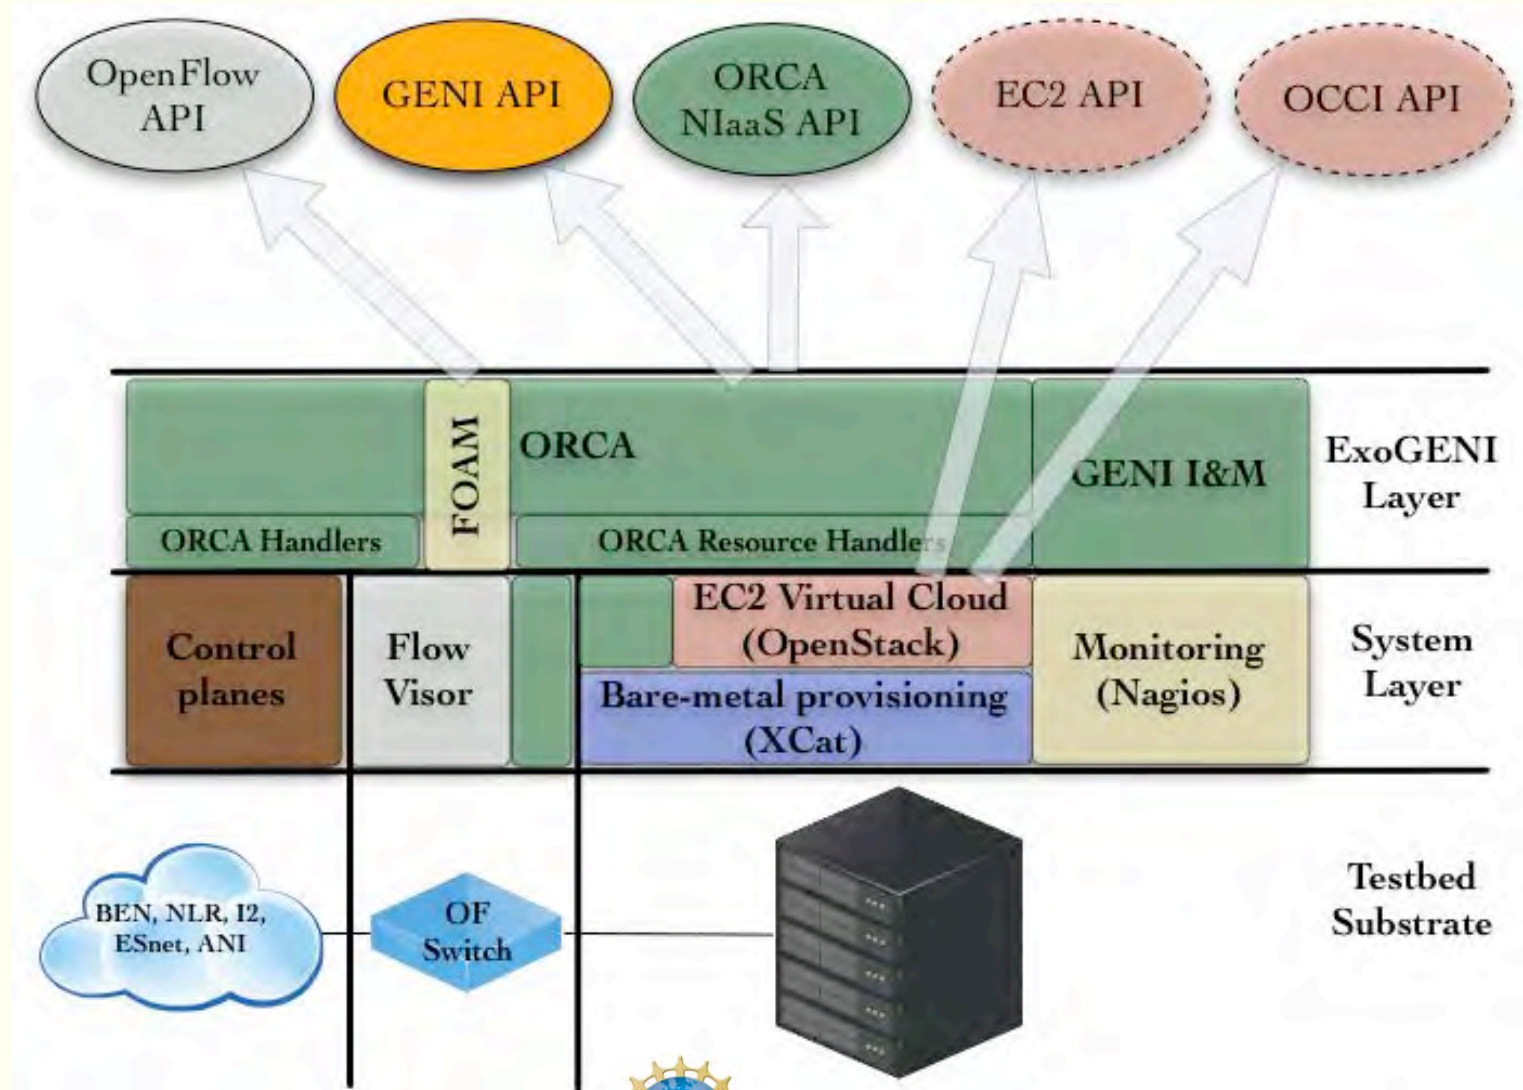 OpenFlow
API
GENI API
ORCA
NIaaS API
EC2 API
OCCI API
FOAM
ORCA
GENI I&M
ExoGENI
Layer
ORCA Handlers
ORCA Resource Handlers
Control
planes
Flow
Visor
EC2 Virtual Cloud
(OpenStack)
Bare-metal provisioning
(XCat)
Monitoring
(Nagios)
System
Layer
BEN, NLR, I2,
ESnet, ANI
OF
Switch
Testbed
Substrate